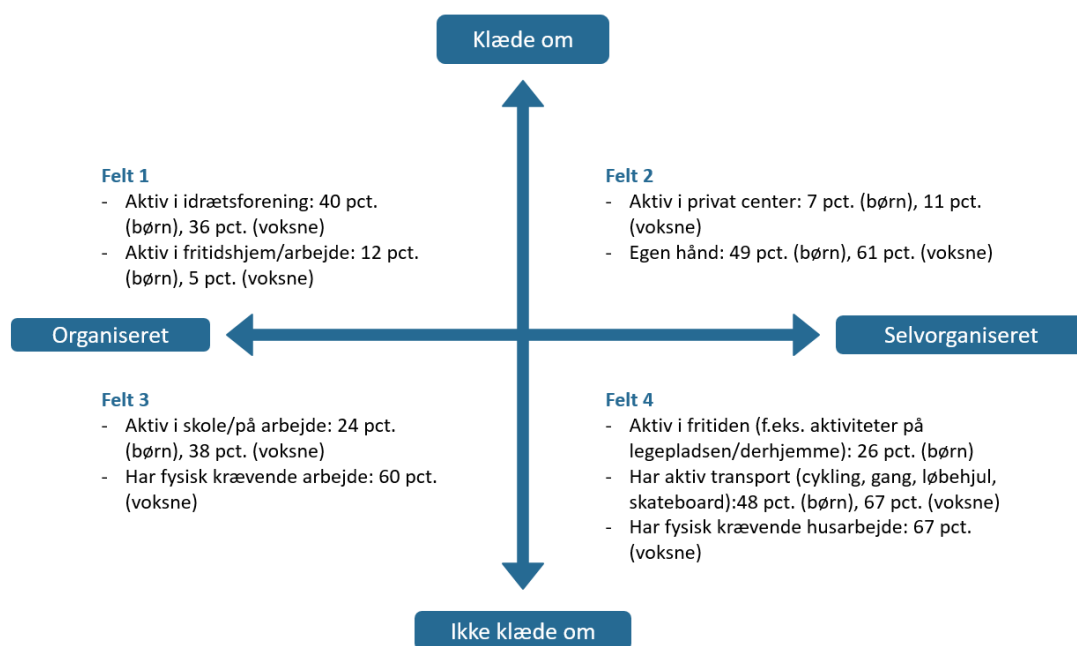 Klæde om
Felt 1
- Aktiv i idrætsforening: 40 pct.
(børn), 36 pct. (voksne)
- Aktiv i fritidshjem/arbejde: 12 pct.
(børn), 5 pct. (voksne)
Felt 2
- Aktiv i privat center: 7 pct. (børn), 11 pct.
(voksne)
- Egen hånd: 49 pct. (børn), 61 pct. (voksne)
Organiseret
Selvorganiseret
Felt 3
- Aktiv i skole/på arbejde: 24 pct.
(børn), 38 pct. (voksne)
- Har fysisk krævende arbejde: 60 pct.
(voksne)
Felt 4
- Aktiv i fritiden (f.eks. aktiviteter på
legepladsen/derhjemme): 26 pct. (børn)
- Har aktiv transport (cykling, gang, løbehjul,
skateboard):48 pct. (børn), 67 pct. (voksne)
- Har fysisk krævende husarbejde: 67 pct.
(voksne)
Ikke klæde om